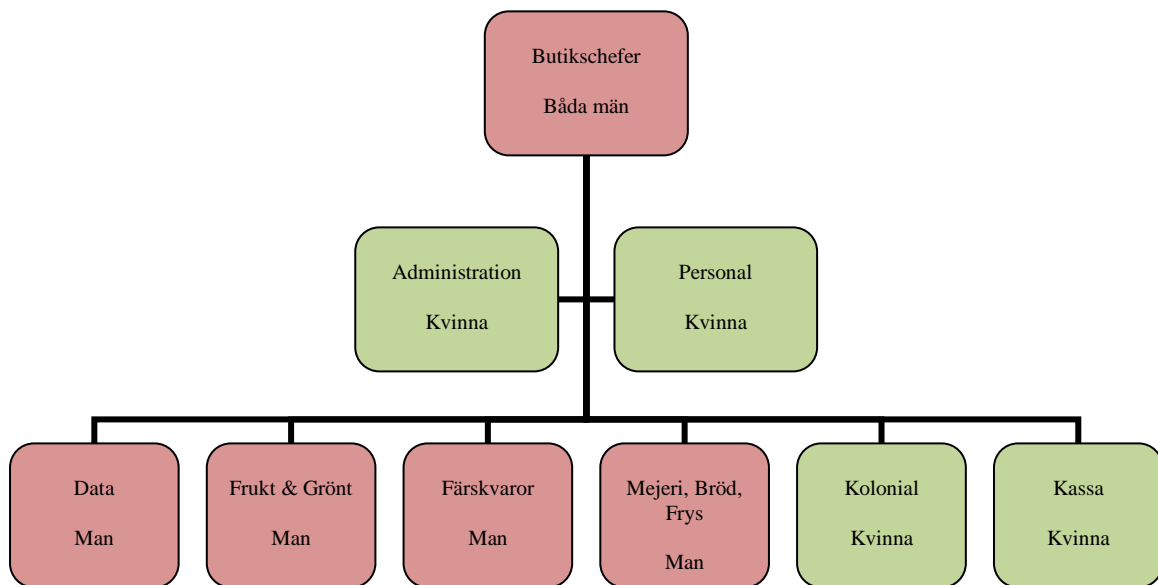 Butikschefer
Båda män
Administration
Kvinna
Personal
Kvinna
Data
Man
Frukt & Grönt
Man
Färskvaror
Man
Mejeri, Bröd,
Frys
Man
Kolonial
Kvinna
Kassa
Kvinna